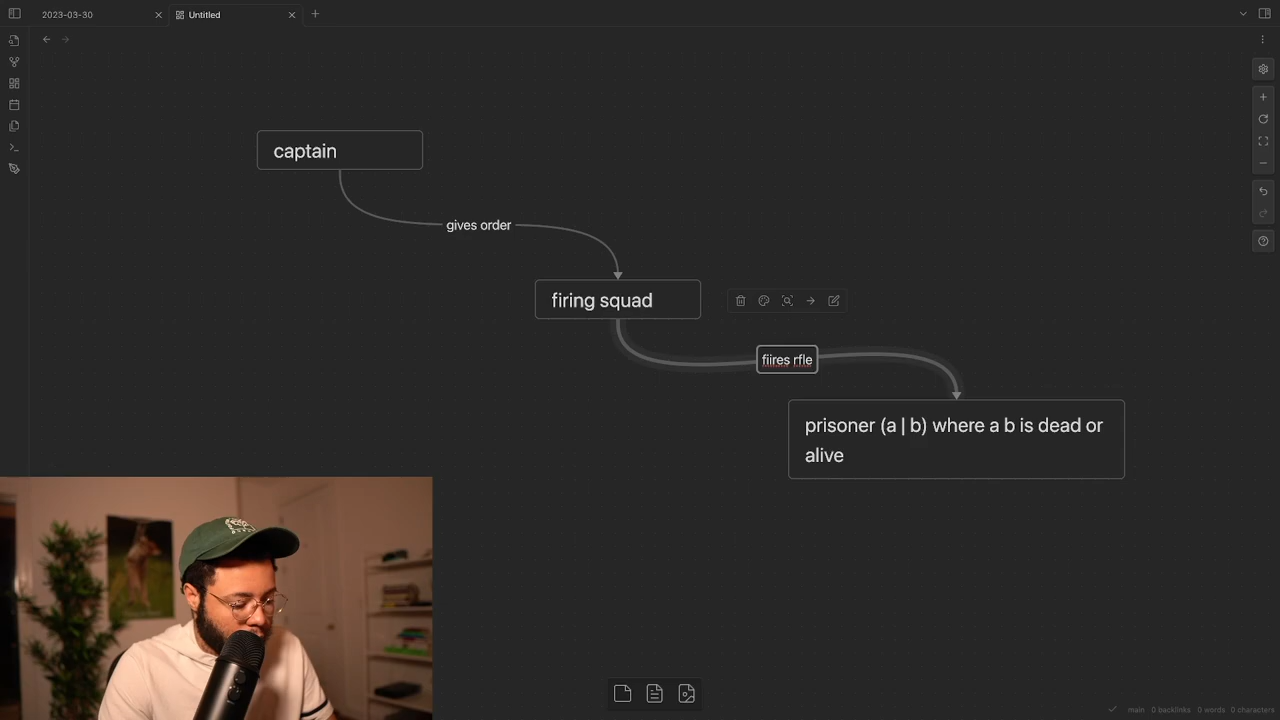 2023-03-30
Untitled
captain
gives order
firing squad
fiires rfle
prisoner (a | b) where a b is dead or
alive
main 0 backlinks 0 words 0 characters